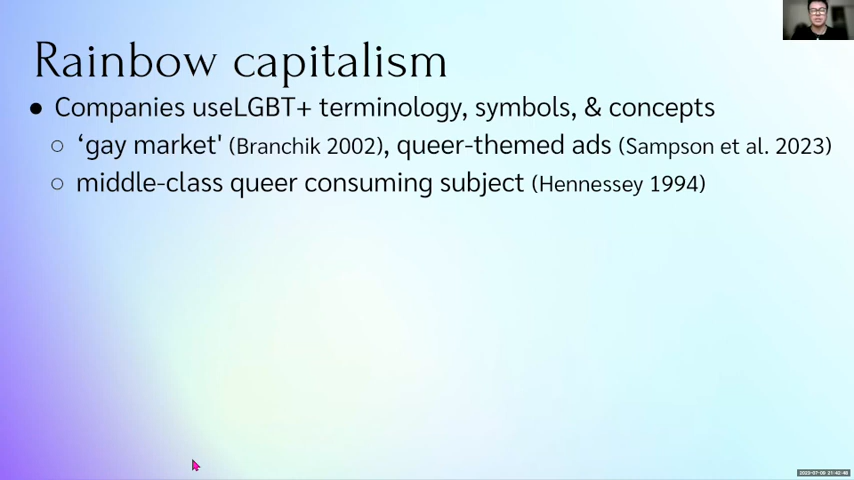 Rainbow capitalism
● Companies useLGBT+ terminology, symbols, & concepts
○ ‘gay market' (Branchik 2002), queer-themed ads (Sampson et al. 2023)
○ middle-class queer consuming subject (Hennessey 1994)